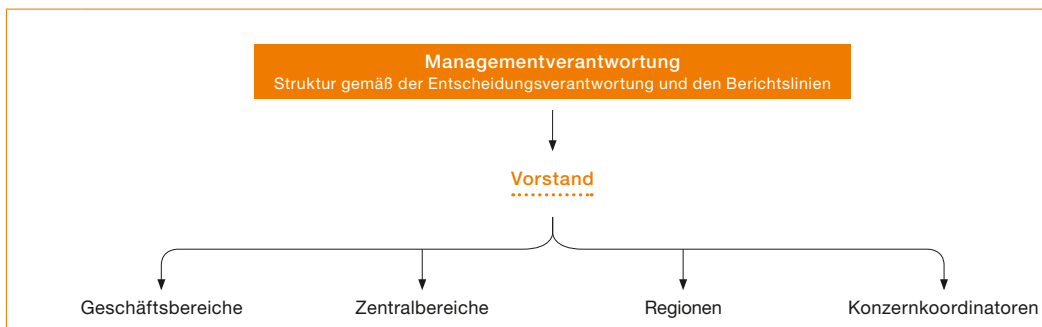 Managementverantwortung
Struktur gemäß der Entscheidungsverantwortung und den Berichtslinien
Vorstand
Geschäftsbereiche Zentralbereiche Regionen Konzernkoordinatoren